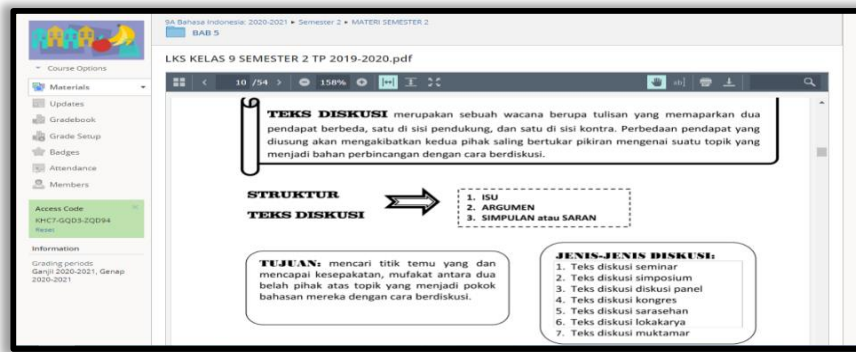 9A Bahasa Indonesia: 2020-2021 ▸ Semester 2 ▸ MATERI SEMESTER 2
BAB 5
LKS KELAS 9 SEMESTER 2 TP 2019-2020.pdf
Course Options
Materials
Updates
Gradebook
Grade Setup
Badges
Attendance
Members
Access Code
KHC7-GQD3-ZQD94
Reset
Information
Grading periods
Ganjil 2020-2021, Genap
2020-2021
10 /54
158%
TEKS DISKUSI merupakan sebuah wacana berupa tulisan yang memaparkan dua
pendapat berbeda, satu di sisi pendukung, dan satu di sisi kontra. Perbedaan pendapat yang
diusung akan mengakibatkan kedua pihak saling bertukar pikiran mengenai suatu topik yang
menjadi bahan perbincangan dengan cara berdiskusi.
STRUKTUR
TEKS DISKUSI
1. ISU
2. ARGUMEN
3. SIMPULAN atau SARAN
TUJUAN: mencari titik temu yang dan
mencapai kesepakatan, mufakat antara dua
belah pihak atas topik yang menjadi pokok
bahasan mereka dengan cara berdiskusi.
JENIS-JENIS DISKUSI:
1. Teks diskusi seminar
2. Teks diskusi simposium
3. Teks diskusi diskusi panel
4. Teks diskusi kongres
5. Teks diskusi sarasehan
6. Teks diskusi lokakarya
7. Teks diskusi muktamar